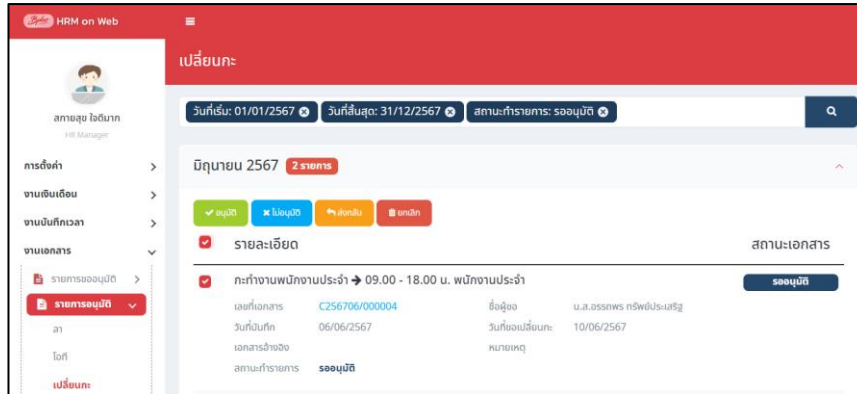 HRM on Web
เปลี่ยนกะ
สกายสุข ใจดีมาก
HR Manager
วันที่เริ่ม: 01/01/2567
วันที่สิ้นสุด: 31/12/2567
สถานะทำรายการ: รออนุมัติ
การตั้งค่า
งานเงินเดือน
งานบันทึกเวลา
งานเอกสาร
รายการขออนุมัติ
รายการอนุมัติ
ลา
โอที
เปลี่ยนกะ
มิถุนายน 2567 2 รายการ
อนุมัติ ไม่อนุมัติ ส่งกลับ ยกเลิก
รายละเอียด สถานะเอกสาร
กะทำงานพนักงานประจำ → 09.00 - 18.00 น. พนักงานประจำ รออนุมัติ
เลขที่เอกสาร C256706/000004 ชื่อผู้ขอ น.ส.อรรถพร ทรัพย์ประเสริฐ
วันที่บันทึก 06/06/2567 วันที่ขอเปลี่ยนกะ 10/06/2567
เอกสารอ้างอิง หมายเหตุ
สถานะทำรายการ รออนุมัติ